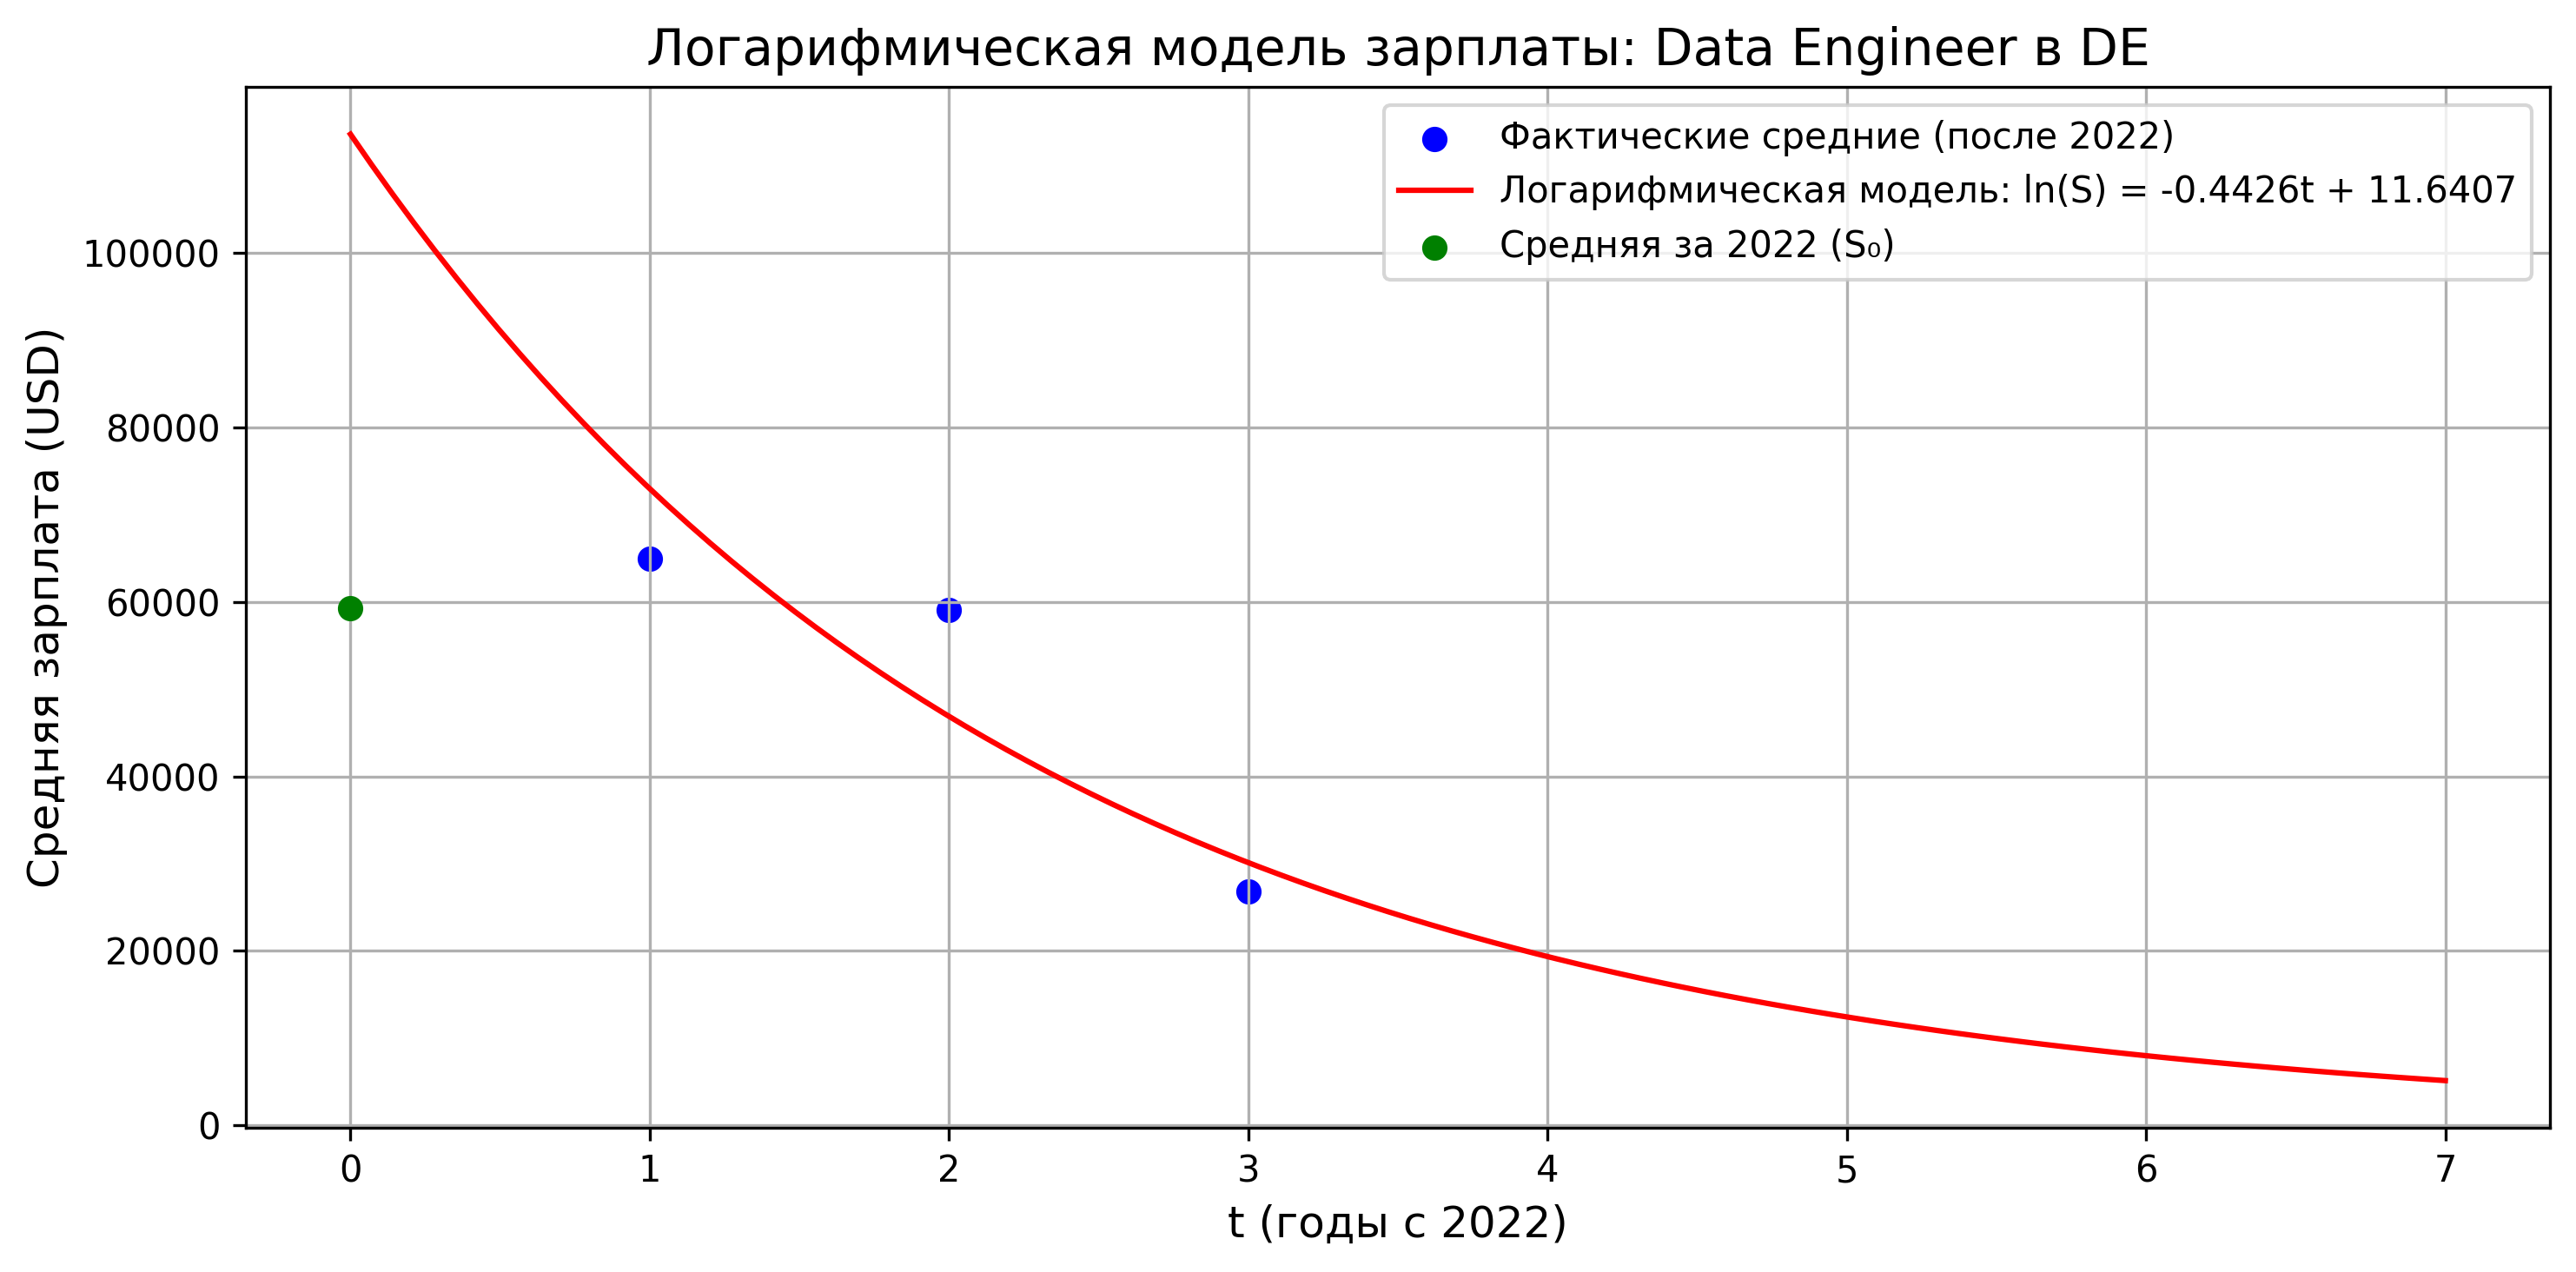 Логарифмическая модель зарплаты: Data Engineer в DE
Фактические средние (после 2022)
Логарифмическая модель: ln(S) = -0.4426t + 11.6407
Средняя за 2022 (S₀)
Средняя зарплата (USD)
100000
80000
60000
40000
20000
0
0 1 2 3 4 5 6 7
t (годы с 2022)